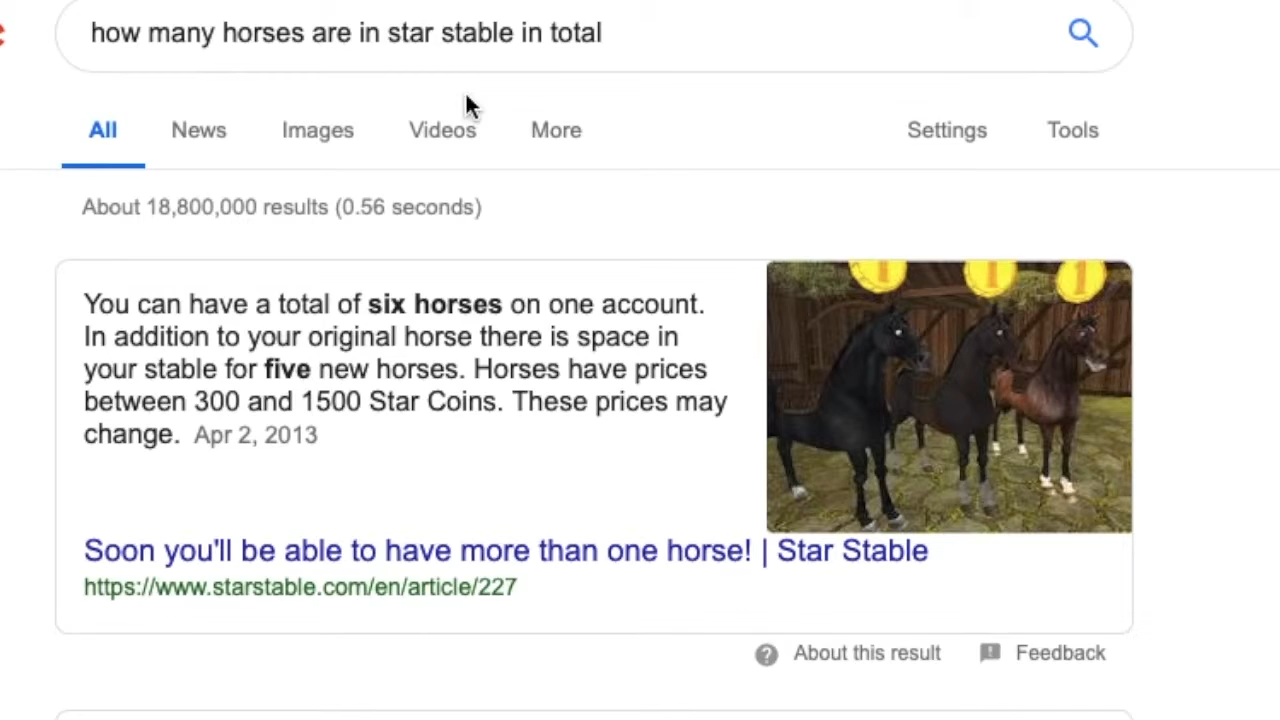 how many horses are in star stable in total
All News Images Videos More Settings Tools
About 18,800,000 results (0.56 seconds)
You can have a total of six horses on one account.
In addition to your original horse there is space in
your stable for five new horses. Horses have prices
between 300 and 1500 Star Coins. These prices may
change. Apr 2, 2013
1 1 1
Soon you'll be able to have more than one horse! | Star Stable
https://www.starstable.com/en/article/227
About this result Feedback